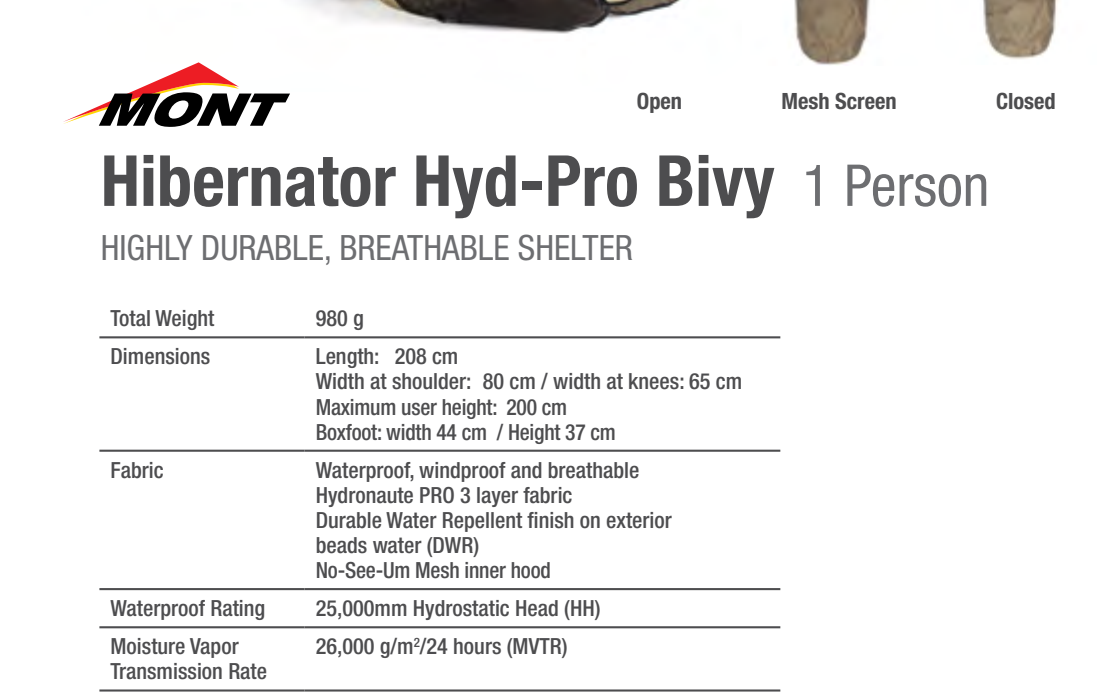 Open Mesh Screen Closed
MONT
Hibernator Hyd-Pro Bivy 1 Person
HIGHLY DURABLE, BREATHABLE SHELTER
Total Weight 980 g
Dimensions Length: 208 cm
Width at shoulder: 80 cm / width at knees: 65 cm
Maximum user height: 200 cm
Boxfoot: width 44 cm / Height 37 cm
Fabric Waterproof, windproof and breathable
Hydronaute PRO 3 layer fabric
Durable Water Repellent finish on exterior
beads water (DWR)
No-See-Um Mesh inner hood
Waterproof Rating 25,000mm Hydrostatic Head (HH)
Moisture Vapor 26,000 g/m²/24 hours (MVTR)
Transmission Rate